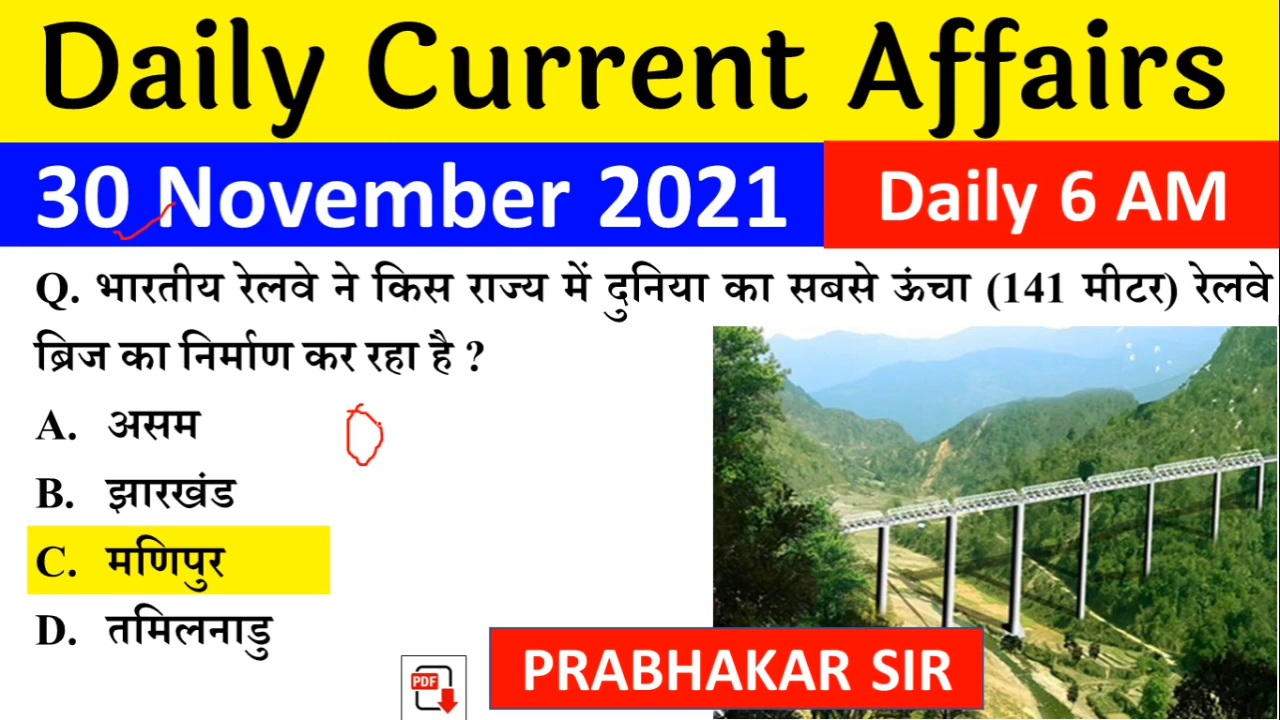 Daily Current Affairs
30 November 2021
Daily 6 AM
Q. भारतीय रेलवे ने किस राज्य में दुनिया का सबसे ऊंचा (141 मीटर) रेलवे
ब्रिज का निर्माण कर रहा है ?
A. असम
B. झारखंड
C. मणिपुर
D. तमिलनाडु
PDF
PRABHAKAR SIR